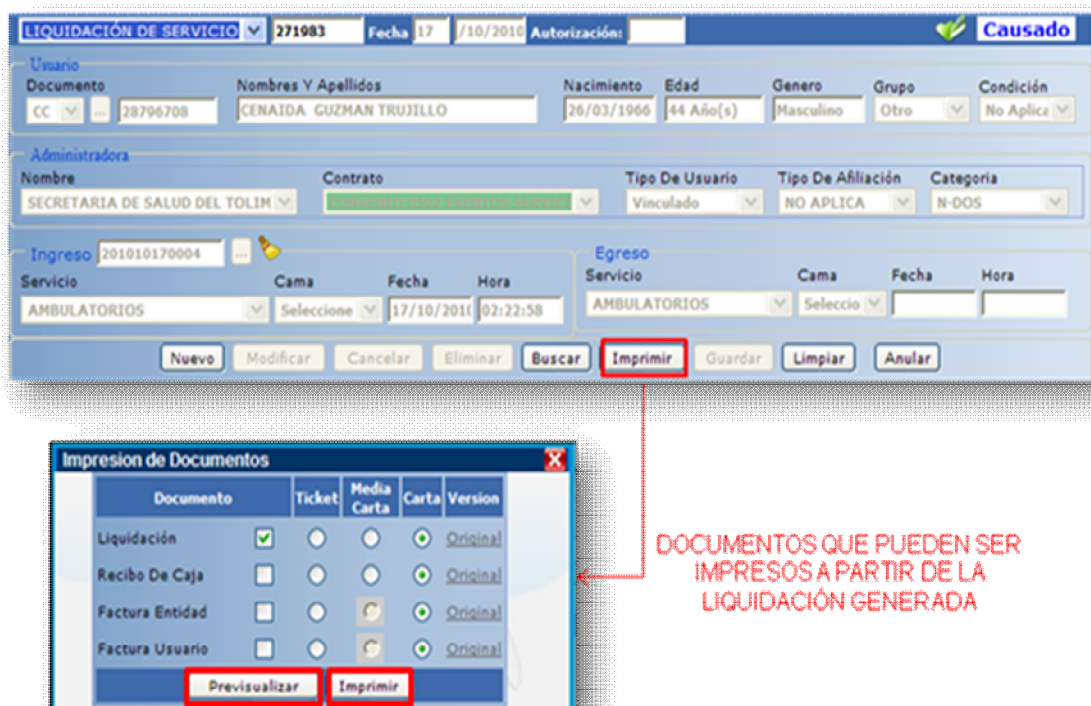 LIQUIDACIÓN DE SERVICIO 271983 Fecha 17 /10/2010 Autorización: Causado
Usuario
Documento Nombres Y Apellidos Nacimiento Edad Genero Grupo Condición
CC ... 28796708 CENAIDA GUZMAN TRUJILLO 26/03/1966 44 Año(s) Masculino Otro No Aplica
Administradora
Nombre Contrato Tipo De Usuario Tipo De Afiliación Categoria
SECRETARIA DE SALUD DEL TOLIM Vinculado NO APLICA N-DOS
Ingreso 201010170004 ... Egreso
Servicio Cama Fecha Hora Servicio Cama Fecha Hora
AMBULATORIOS Seleccione 17/10/201( 02:22:58 AMBULATORIOS Seleccio
Nuevo Modificar Cancelar Eliminar Buscar Imprimir Guardar Limpiar Anular
Impresion de Documentos X
Documento Ticket Media Carta Carta Version
Liquidación Original
Recibo De Caja Original
Factura Entidad Original
Factura Usuario Original
Previsualizar Imprimir
DOCUMENTOS QUE PUEDEN SER
IMPRESOS A PARTIR DE LA
LIQUIDACIÓN GENERADA